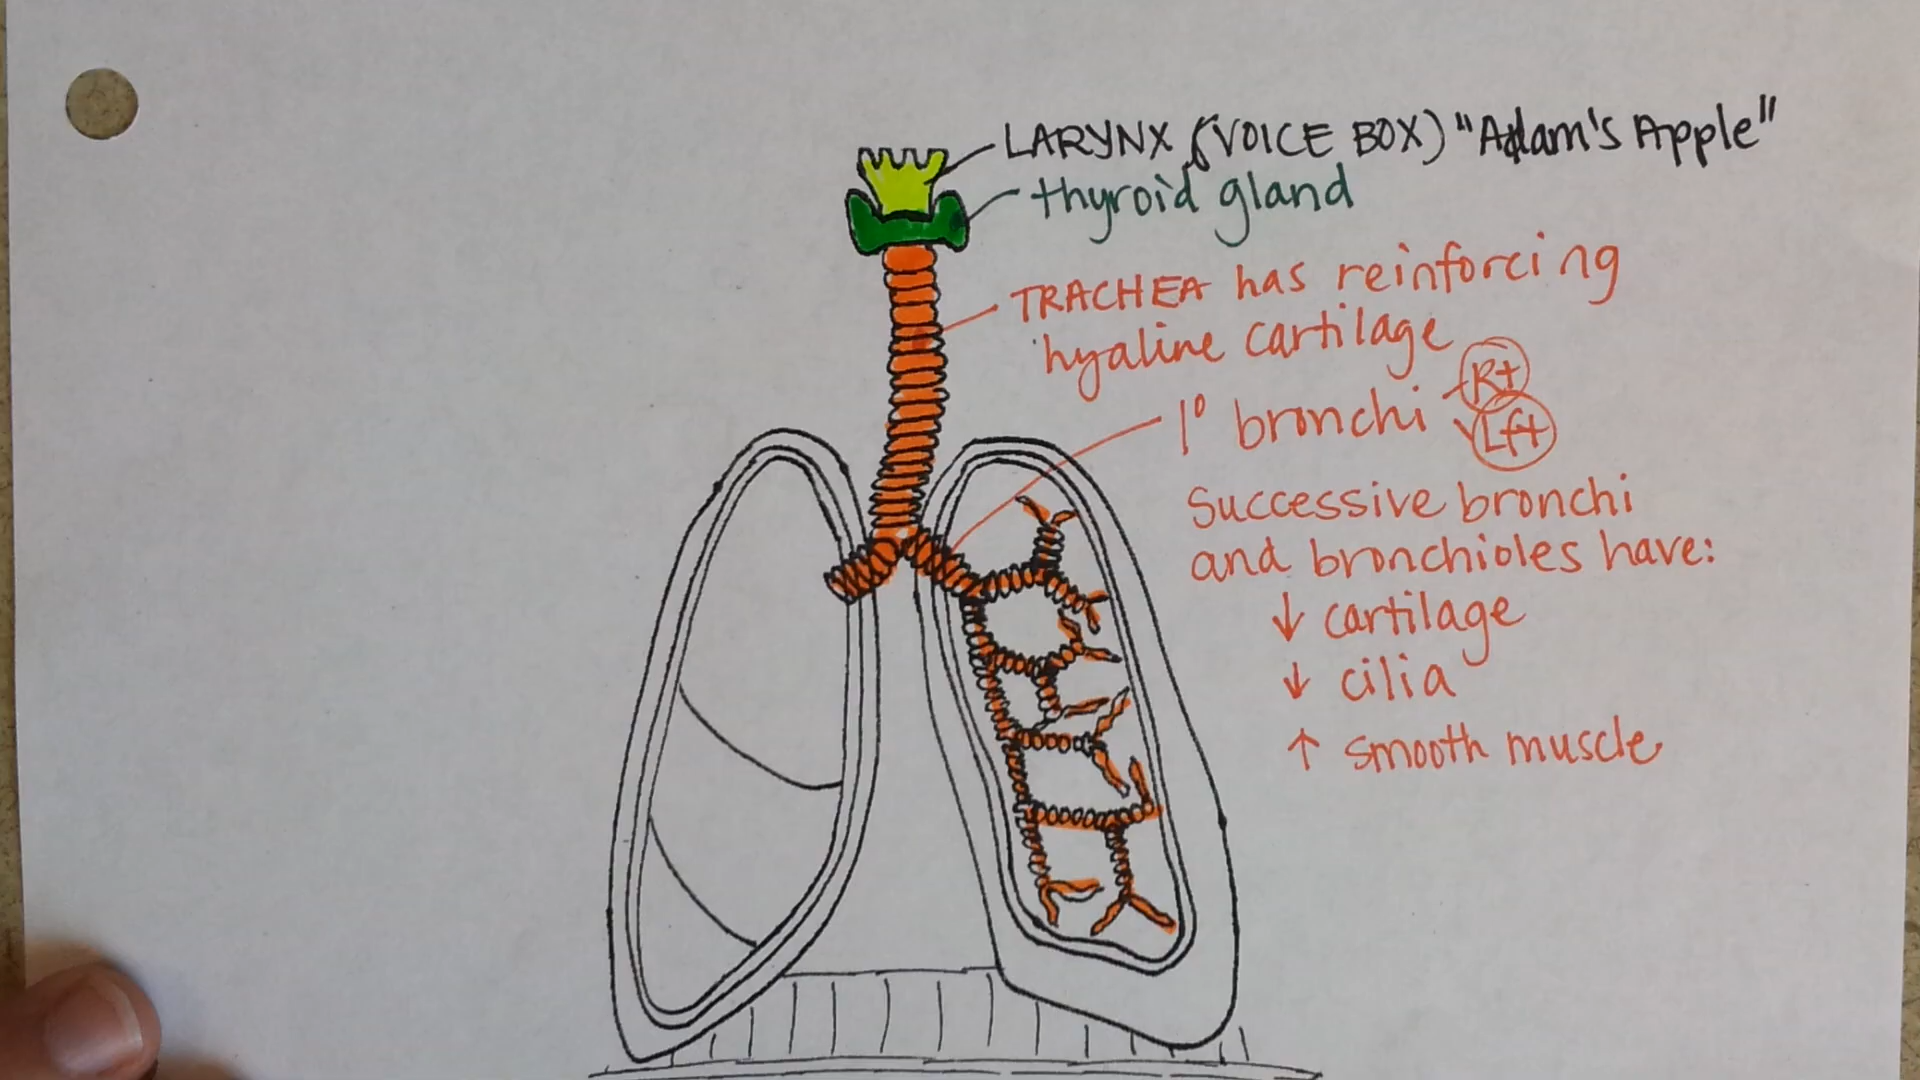 LARYNX (VOICE BOX) "Adam's Apple"
thyroid gland
TRACHEA has reinforcing
hyaline cartilage
1° bronchi Rt
Lft
Successive bronchi
and bronchioles have:
↓ cartilage
↓ cilia
↑ smooth muscle